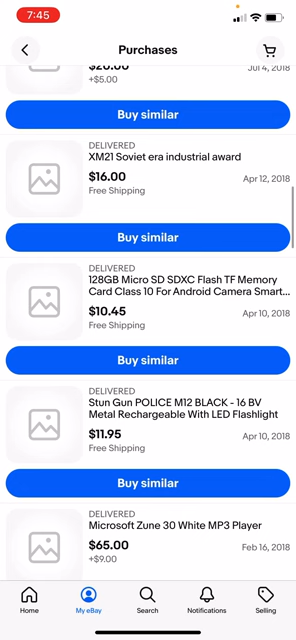 7:45
Purchases
$20.00
Jul 4, 2018
+$5.00
Buy similar
DELIVERED
XM21 Soviet era industrial award
$16.00
Apr 12, 2018
Free Shipping
Buy similar
DELIVERED
128GB Micro SD SDXC Flash TF Memory
Card Class 10 For Android Camera Smart...
$10.45
Apr 10, 2018
Free Shipping
Buy similar
DELIVERED
Stun Gun POLICE M12 BLACK - 16 BV
Metal Rechargeable With LED Flashlight
$11.95
Apr 10, 2018
Free Shipping
Buy similar
DELIVERED
Microsoft Zune 30 White MP3 Player
$65.00
Feb 16, 2018
+$9.00
Home
My eBay
Search
Notifications
Selling